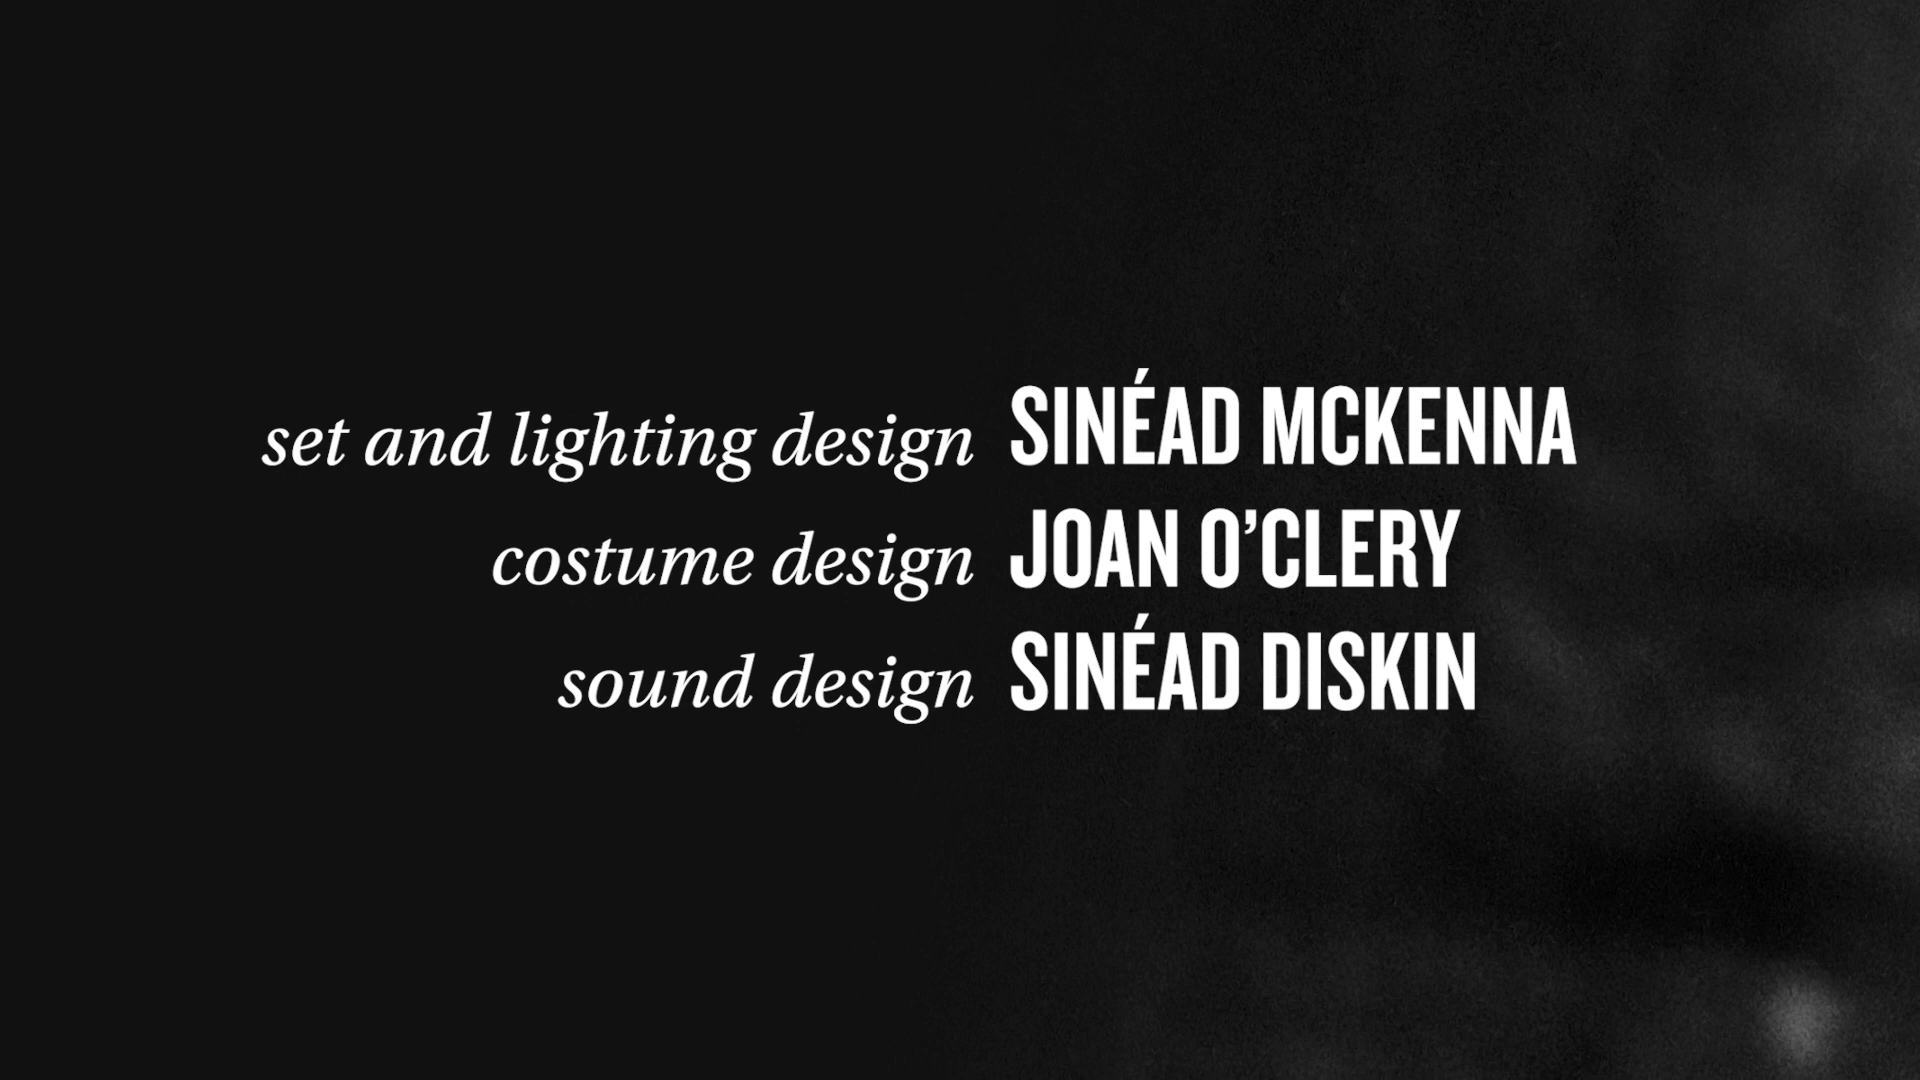 set and lighting design SINÉAD MCKENNA
costume design JOAN O’CLERY
sound design SINÉAD DISKIN